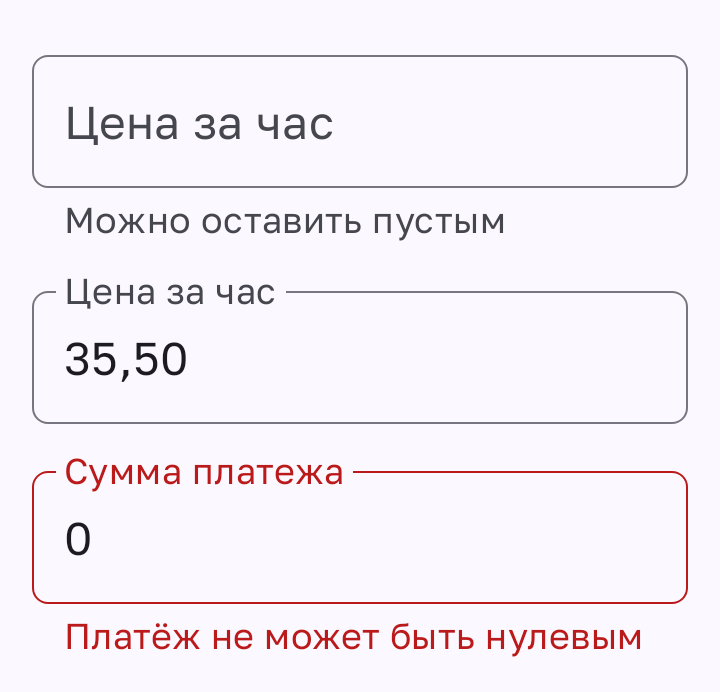 Цена за час
Можно оставить пустым
Цена за час
35,50
Сумма платежа
0
Платёж не может быть нулевым